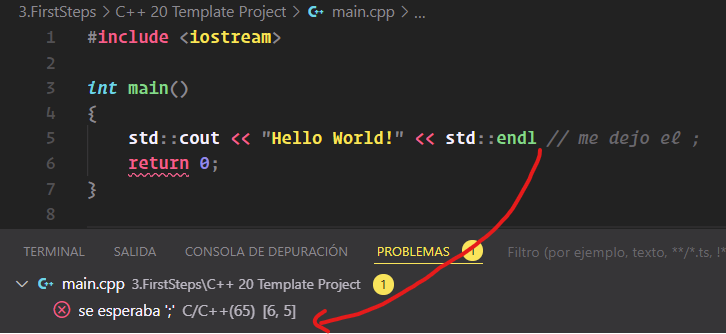 3.FirstSteps > C++ 20 Template Project > C++ main.cpp > ...
1 #include <iostream>
2
3 int main()
4 {
5 std::cout << "Hello World!" << std::endl // me dejo el ;
6 return 0;
7 }
8
TERMINAL SALIDA CONSOLA DE DEPURACIÓN PROBLEMAS 1 Filtro (por ejemplo, texto, **/*.ts, !*
C++ main.cpp 3.FirstSteps\C++ 20 Template Project 1
se esperaba ';' C/C++(65) [6, 5]